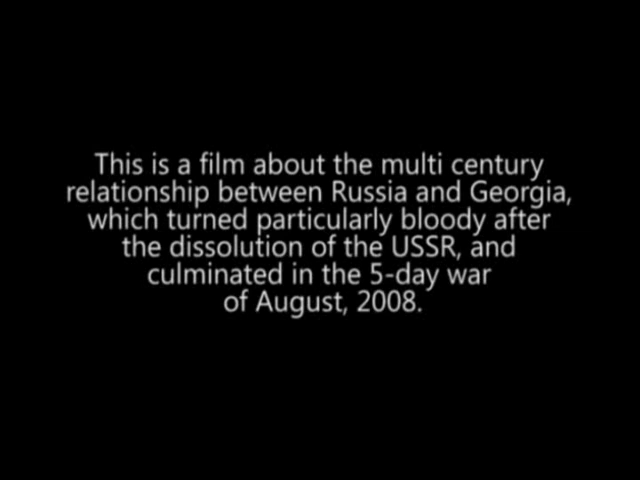 This is a film about the multi century
relationship between Russia and Georgia,
which turned particularly bloody after
the dissolution of the USSR, and
culminated in the 5-day war
of August, 2008.